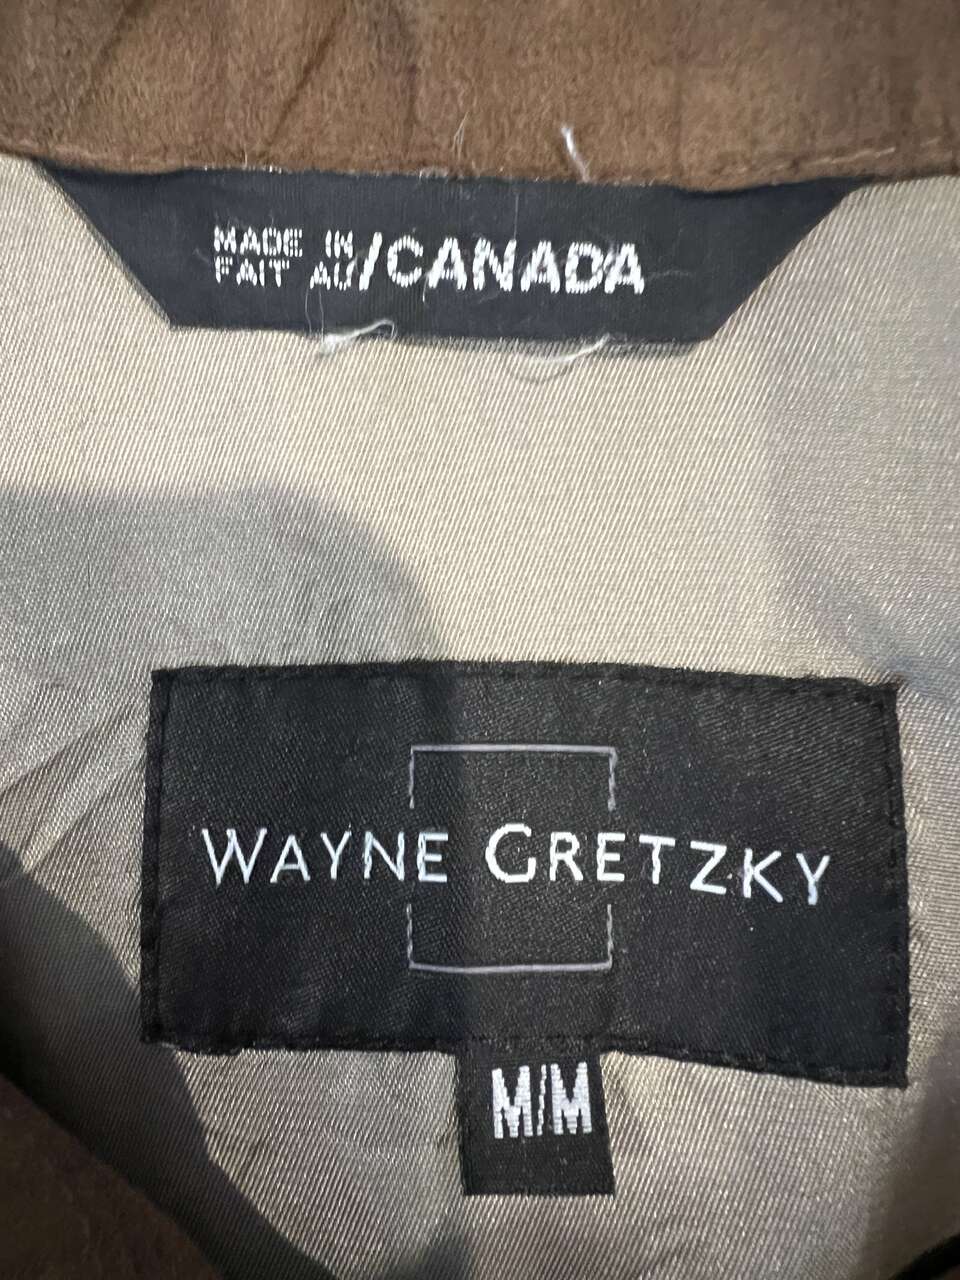 MADE IN
FAIT AU/CANADA
WAYNE GRETZKY
M/M